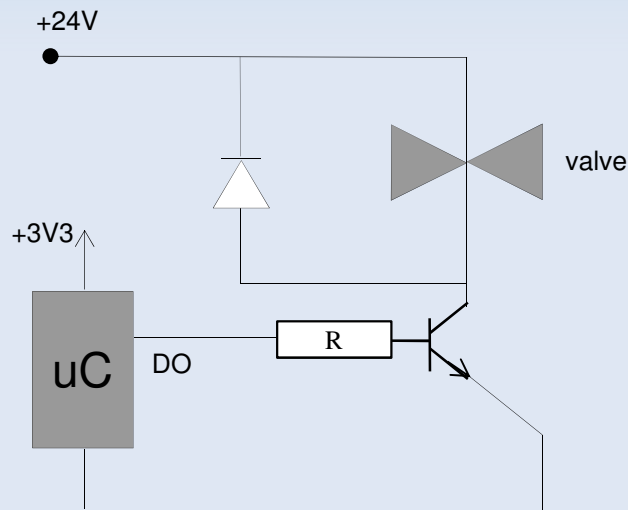 +24V
valve
+3V3
R
uC
DO